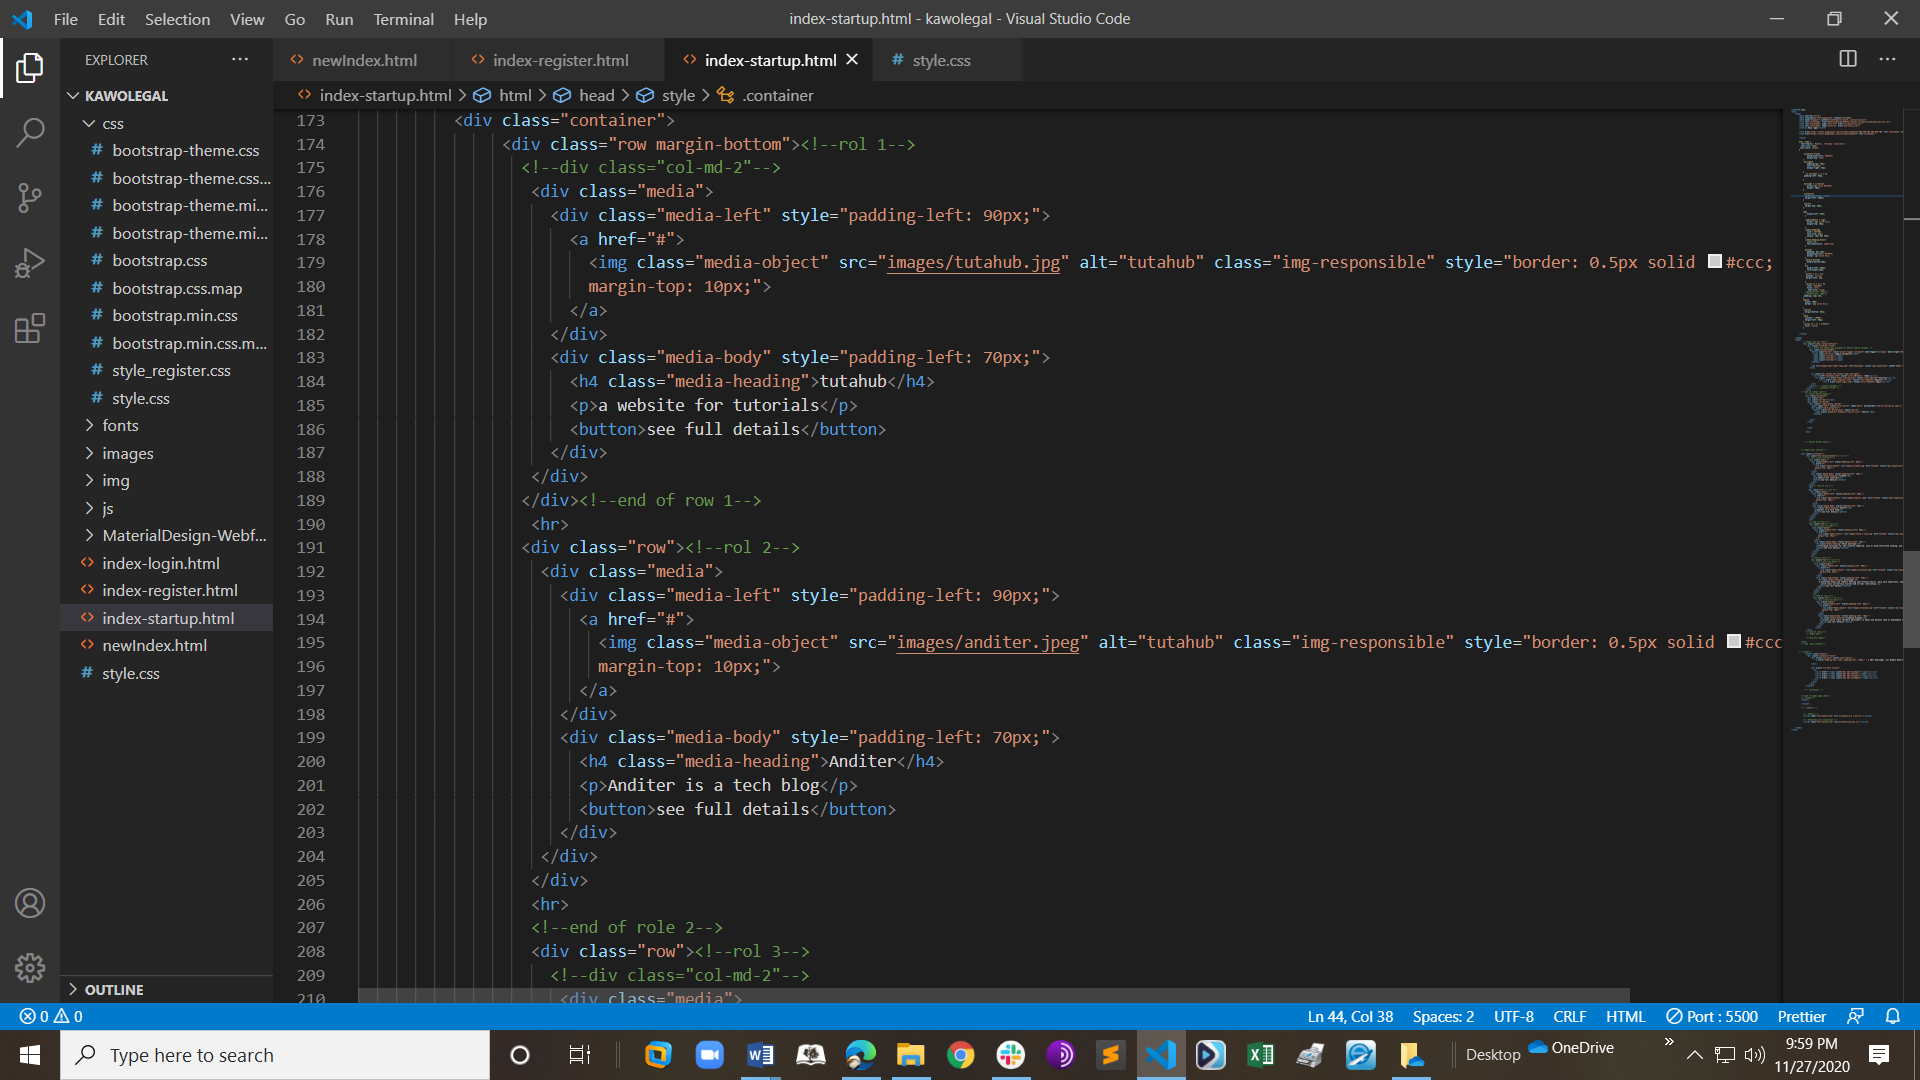 File Edit Selection View Go Run Terminal Help
index-startup.html - kawolegal - Visual Studio Code
EXPLORER
newIndex.html
index-register.html
index-startup.html
style.css
index-startup.html > html > head > style > .container
KAWOLEGAL
css
bootstrap-theme.css
bootstrap-theme.css...
bootstrap-theme.mi...
bootstrap-theme.mi...
bootstrap.css
bootstrap.css.map
bootstrap.min.css
bootstrap.min.css.m...
style_register.css
style.css
fonts
images
img
js
MaterialDesign-Webf...
index-login.html
index-register.html
index-startup.html
newIndex.html
style.css
OUTLINE
173 <div class="container">
174 <div class="row margin-bottom"><!--rol 1-->
175 <!--div class="col-md-2"-->
176 <div class="media">
177 <div class="media-left" style="padding-left: 90px;">
178 <a href="#">
179 <img class="media-object" src="images/tutahub.jpg" alt="tutahub" class="img-responsible" style="border: 0.5px solid #ccc;
180 margin-top: 10px;">
181 </a>
182 </div>
183 <div class="media-body" style="padding-left: 70px;">
184 <h4 class="media-heading">tutahub</h4>
185 <p>a website for tutorials</p>
186 <button>see full details</button>
187 </div>
188 </div>
189 </div><!--end of row 1-->
190 <hr>
191 <div class="row"><!--rol 2-->
192 <div class="media">
193 <div class="media-left" style="padding-left: 90px;">
194 <a href="#">
195 <img class="media-object" src="images/anditer.jpeg" alt="tutahub" class="img-responsible" style="border: 0.5px solid #ccc
196 margin-top: 10px;">
197 </a>
198 </div>
199 <div class="media-body" style="padding-left: 70px;">
200 <h4 class="media-heading">Anditer</h4>
201 <p>Anditer is a tech blog</p>
202 <button>see full details</button>
203 </div>
204 </div>
205 </div>
206 <hr>
207 <!--end of role 2-->
208 <div class="row"><!--rol 3-->
209 <!--div class="col-md-2"-->
210 <div class="media">
0 0
Ln 44, Col 38 Spaces: 2 UTF-8 CRLF HTML Port : 5500 Prettier
Type here to search
Desktop
OneDrive
9:59 PM
11/27/2020